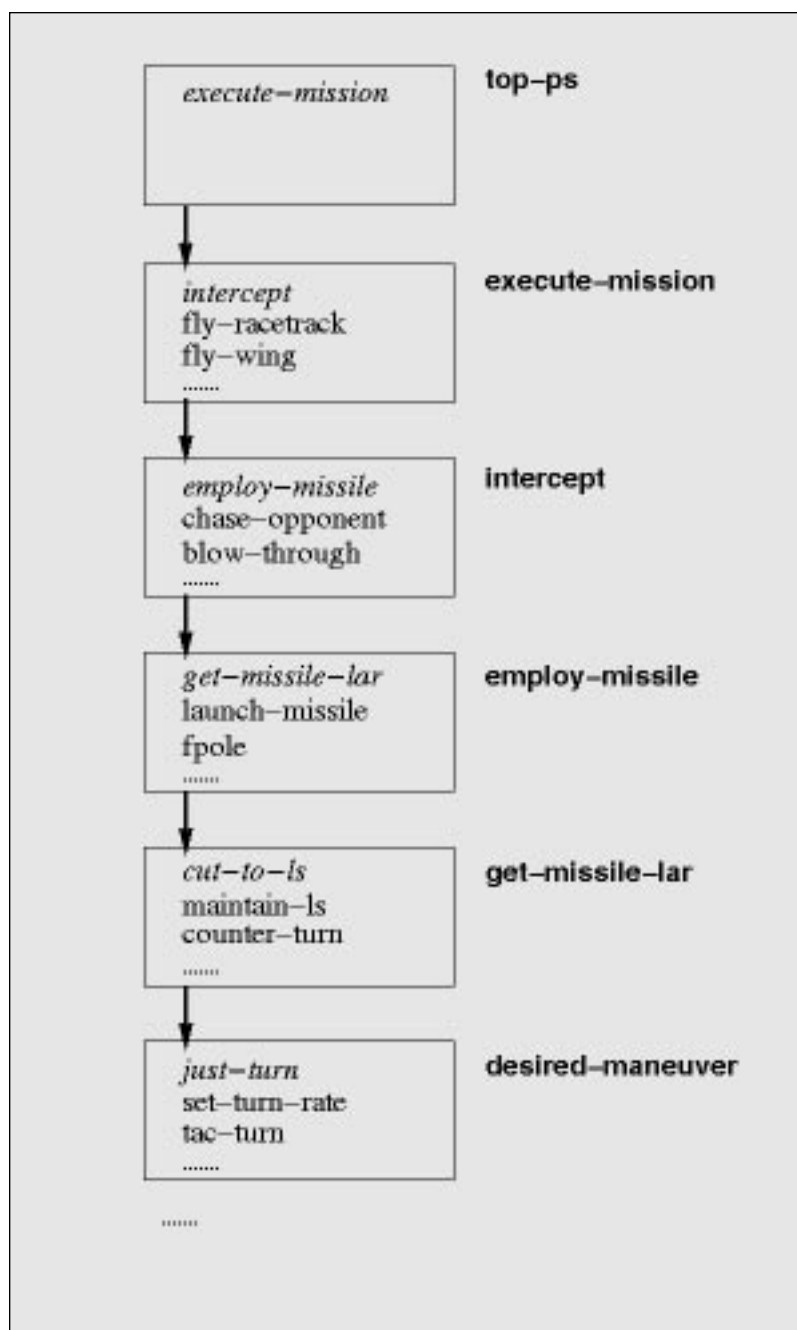 execute−mission
top−ps
intercept
fly−racetrack
fly−wing
.......
execute−mission
employ−missile
chase−opponent
blow−through
.......
intercept
get−missile−lar
launch−missile
fpole
.......
employ−missile
cut−to−ls
maintain−ls
counter−turn
.......
get−missile−lar
just−turn
set−turn−rate
tac−turn
.......
desired−maneuver
.......